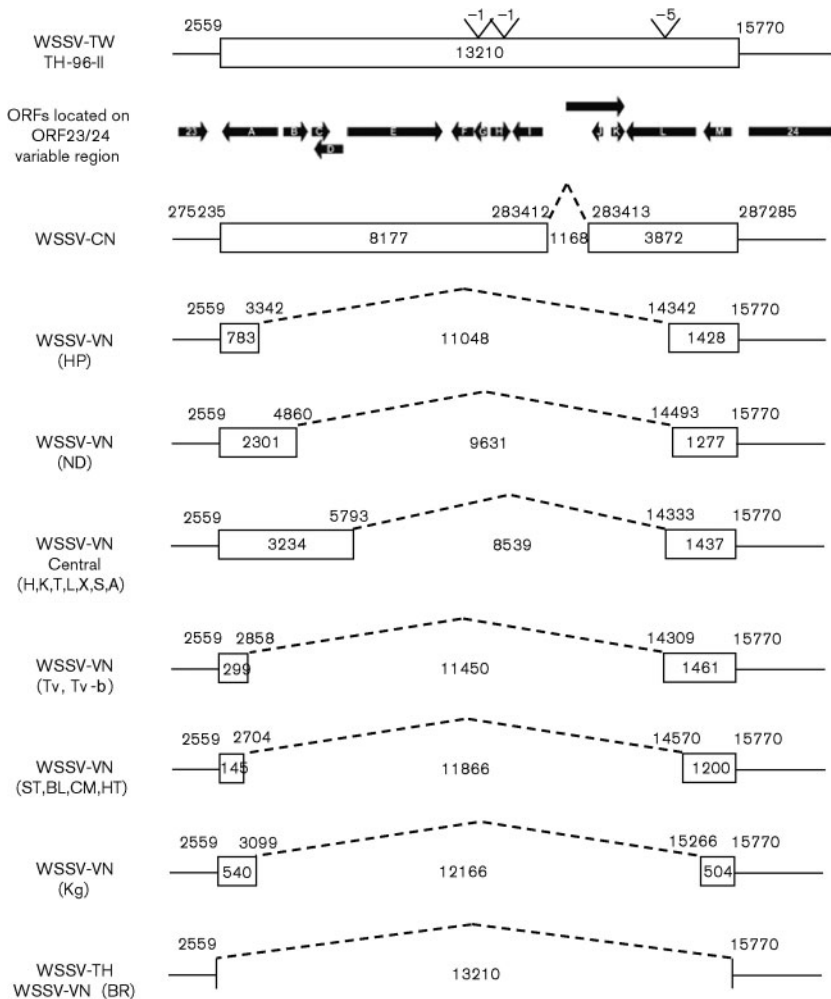 -1 -1 -5
2559 15770
WSSV-TW
TH-96-II
13210
ORFs located on
ORF23/24
variable region
23 A B C D E F G H I J K L M 24
275235 283412 283413 287285
WSSV-CN 8177 1168 3872
2559 3342 14342 15770
WSSV-VN
(HP)
783 11048 1428
2559 4860 14493 15770
WSSV-VN
(ND)
2301 9631 1277
2559 5793 14333 15770
WSSV-VN
Central
(H,K,T,L,X,S,A)
3234 8539 1437
2559 2858 14309 15770
WSSV-VN
(Tv, Tv-b)
299 11450 1461
2559 2704 14570 15770
WSSV-VN
(ST,BL,CM,HT)
145 11866 1200
2559 3099 15266 15770
WSSV-VN
(Kg)
540 12166 504
2559 15770
WSSV-TH
WSSV-VN (BR)
13210